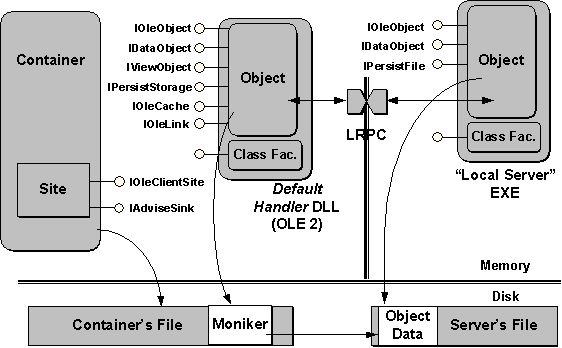 Container
IOleObject
IDataObject
IViewObject
IPersistStorage
IOleCache
IOleLink
Object
Class Fac.
Default
Handler DLL
(OLE 2)
LRPC
IOleObject
IDataObject
IPersistFile
Object
Class Fac.
“Local Server”
EXE
Site
IOleClientSite
IAdviseSink
Memory
Disk
Container's File
Moniker
Object
Data
Server's File